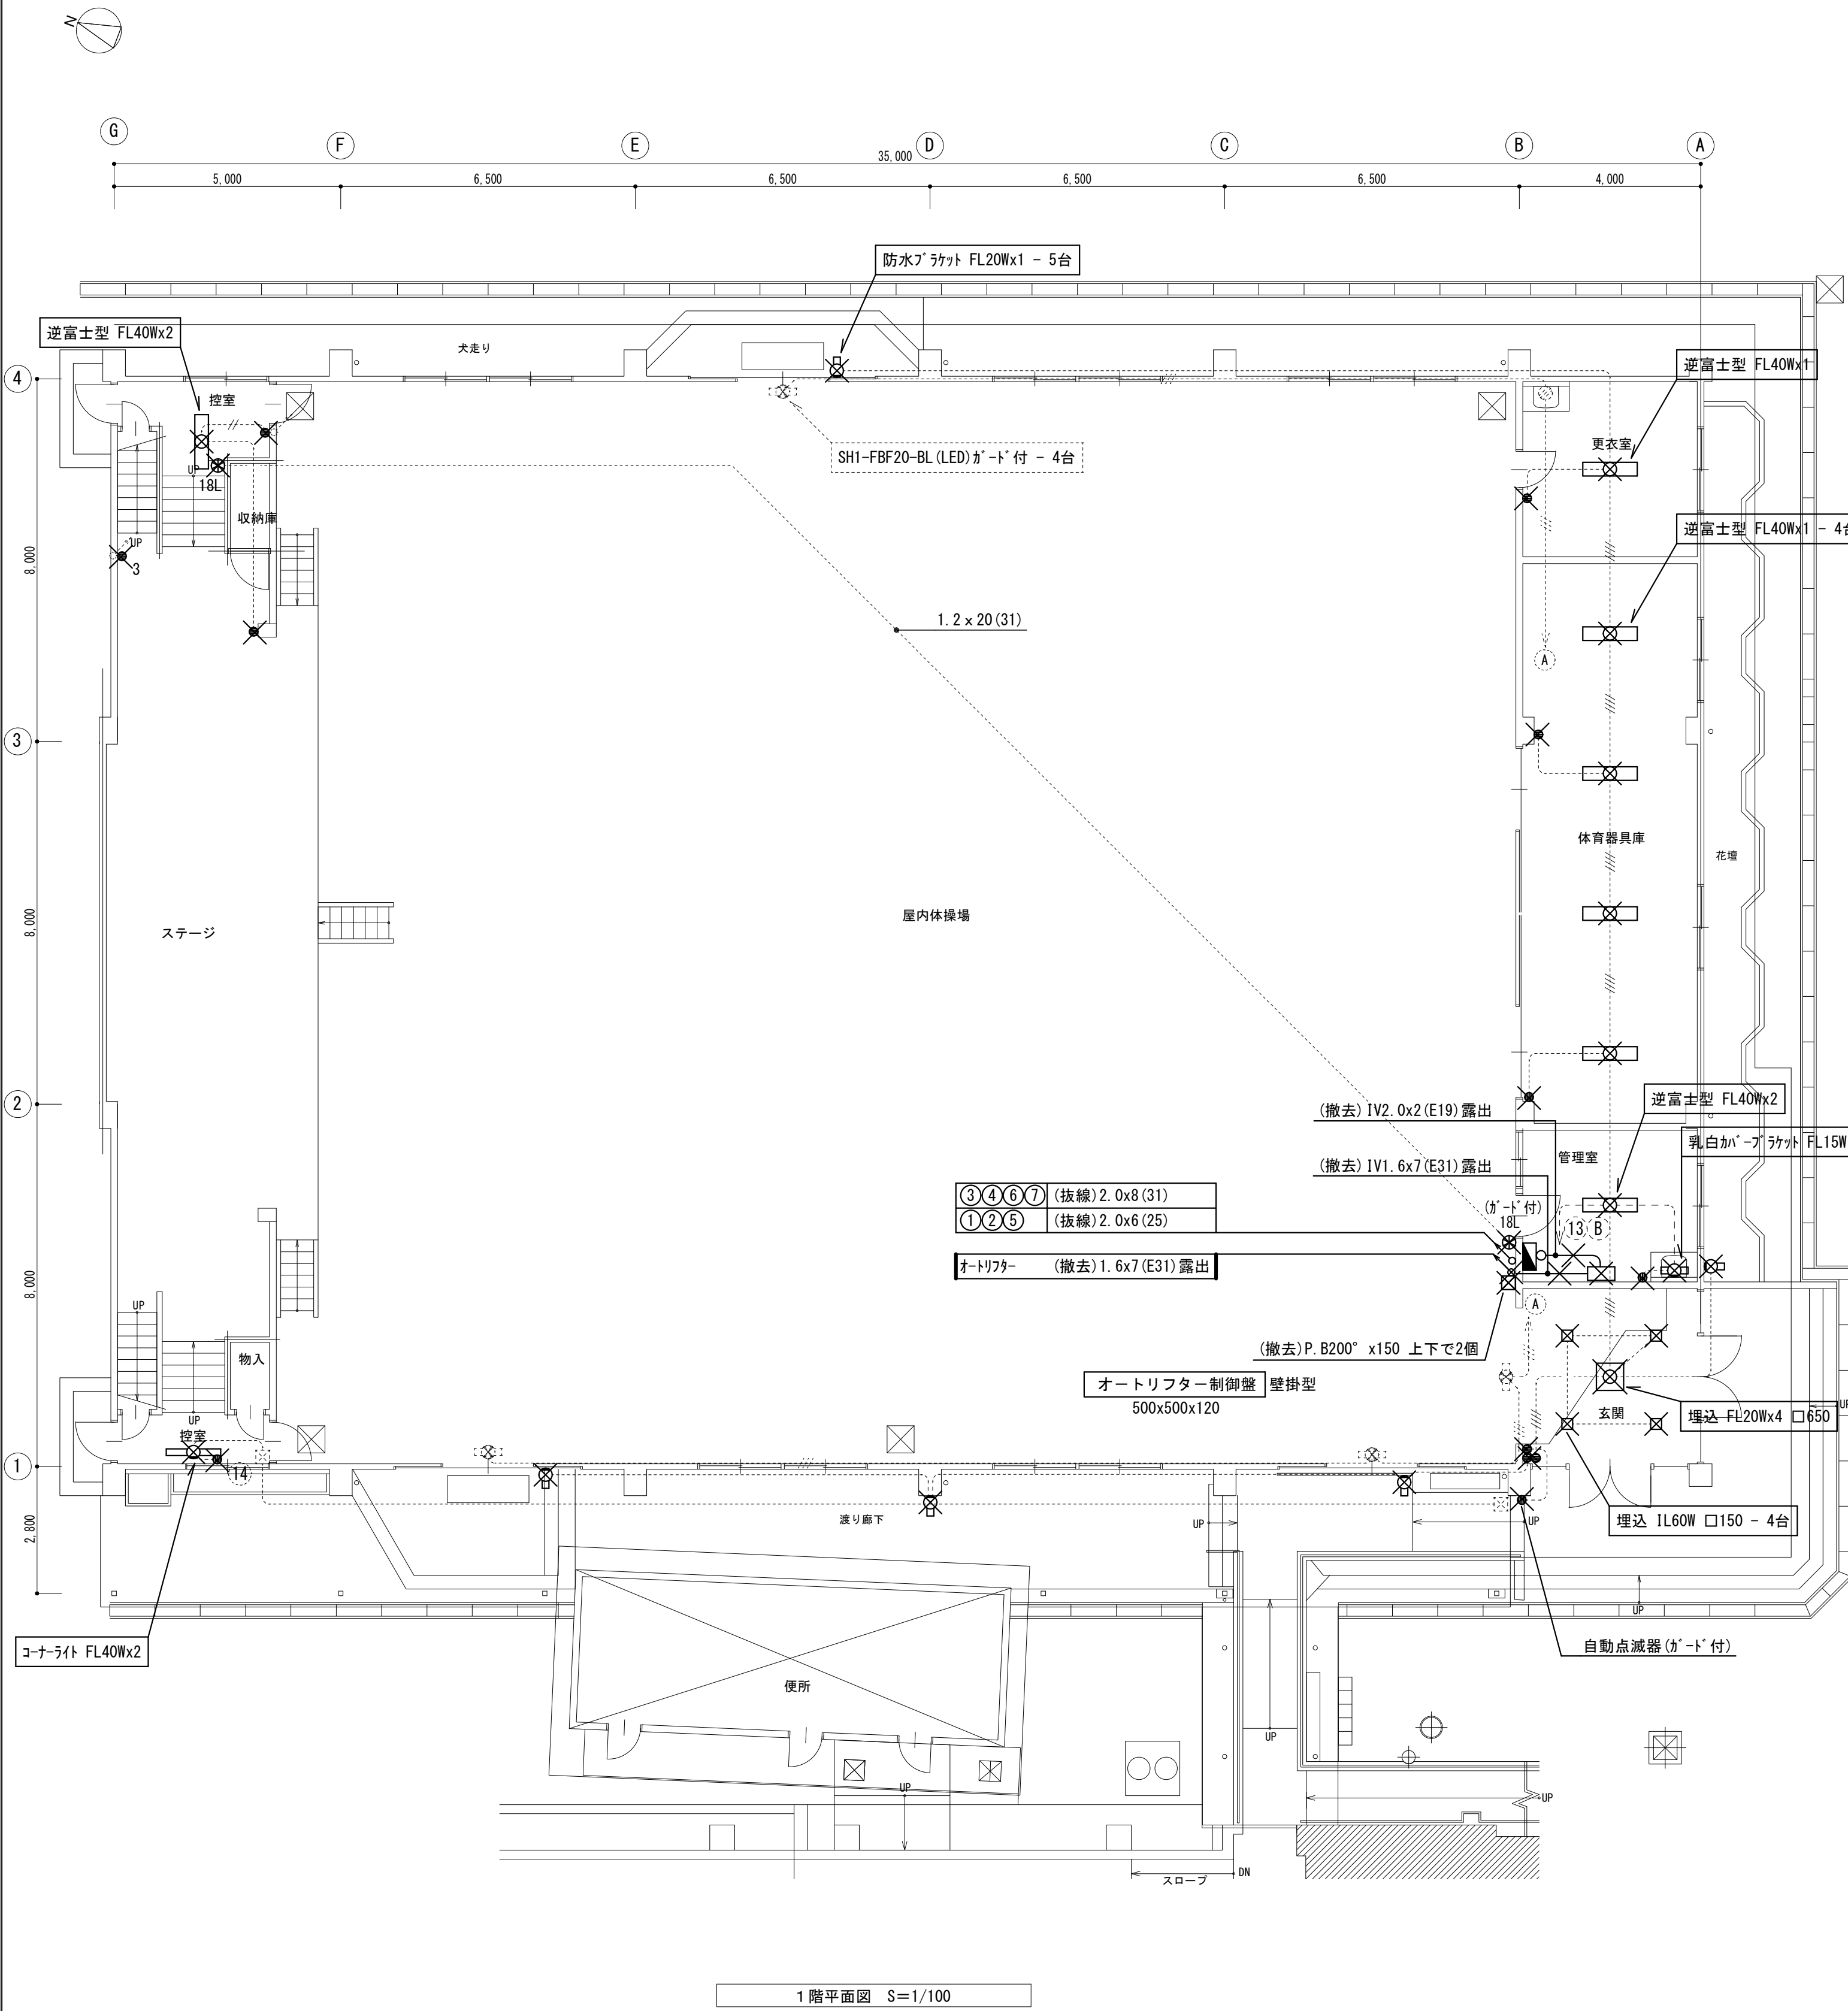 N
G
F
E
D
C
B
A
35,000
5,000
6,500
6,500
6,500
6,500
4,000
防水ブラケット FL20Wx1 - 5台
逆富士型 FL40Wx2
犬走り
4
控室
逆富士型 FL40Wx1
更衣室
SH1-FBF20-BL(LED)ガード付 - 4台
UP
18L
収納庫
逆富士型 FL40Wx1 - 4台
UP
3
8,000
1.2x20(31)
A
3
体育器具庫
花壇
屋内体操場
ステージ
8,000
2
逆富士型 FL40Wx2
(撤去)IV2.0x2(E19)露出
乳白カバーブラケット FL15W
管理室
(撤去)IV1.6x7(E31)露出
③④⑥⑦ (抜線)2.0x8(31)
①②⑤ (抜線)2.0x6(25)
(ガード付)
18L
13 B
オートリフター (撤去)1.6x7(E31)露出
8,000
UP
A
(撤去)P.B200°x150 上下で2個
物入
オートリフター制御盤 壁掛型
500x500x120
玄関
埋込 FL20Wx4 □650
UP
UP
控室
1
14
埋込 IL60W □150 - 4台
渡り廊下
UP
UP
2,800
UP
コーナーライト FL40Wx2
自動点滅器(ガード付)
便所
UP
UP
UP
DN
スロープ
1階平面図 S=1/100